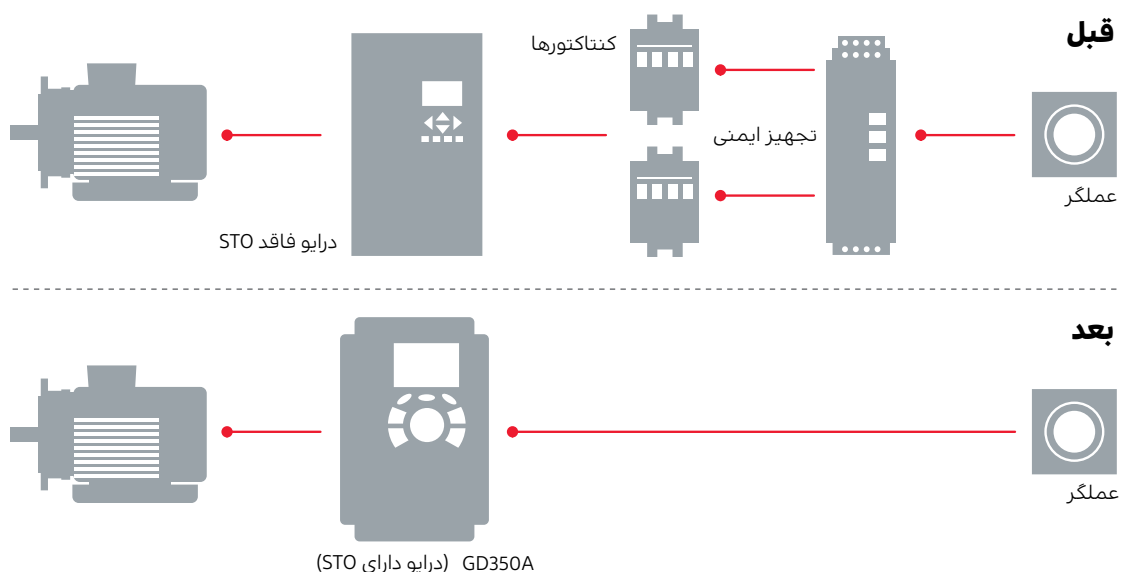 قبل
کنتاکتورها
تجهیز ایمنی
عملگر
درایو فاقد STO
بعد
عملگر
GD350A (درایو دارای STO)